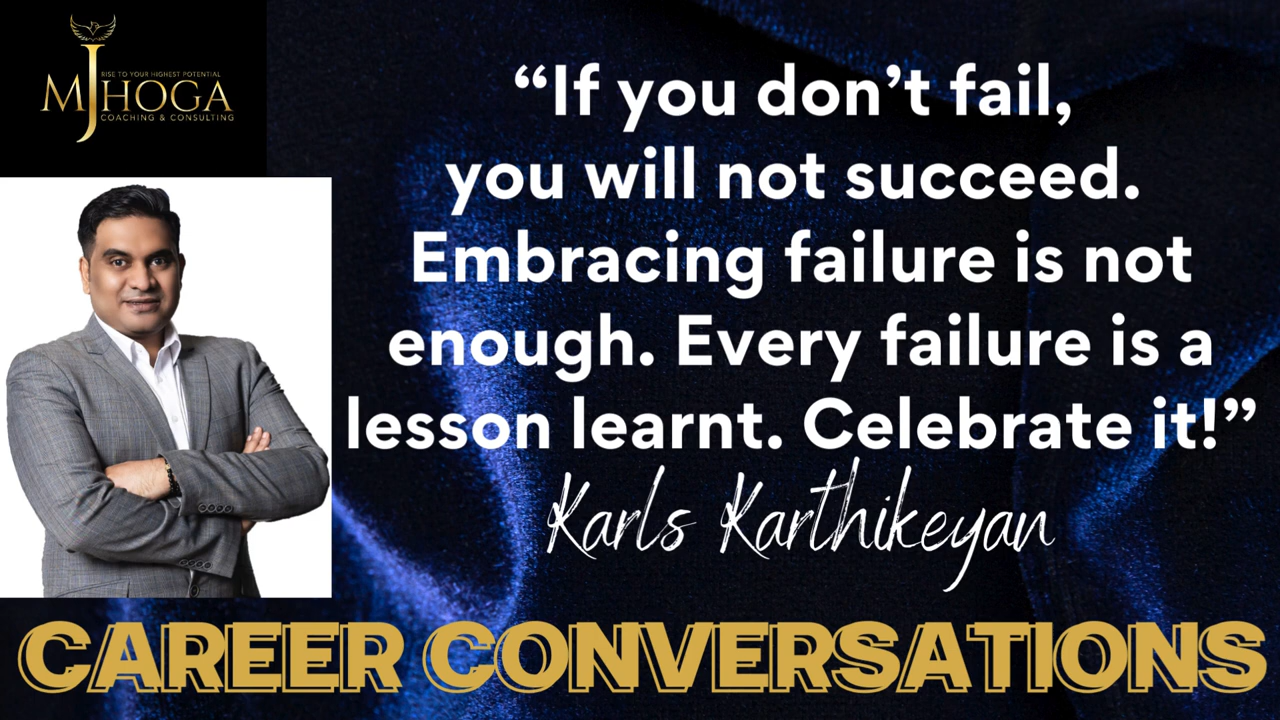 RISE TO YOUR HIGHEST POTENTIAL
MJHOGA
COACHING & CONSULTING
“If you don’t fail,
you will not succeed.
Embracing failure is not
enough. Every failure is a
lesson learnt. Celebrate it!”
Karls Karthikeyan
CAREER CONVERSATIONS